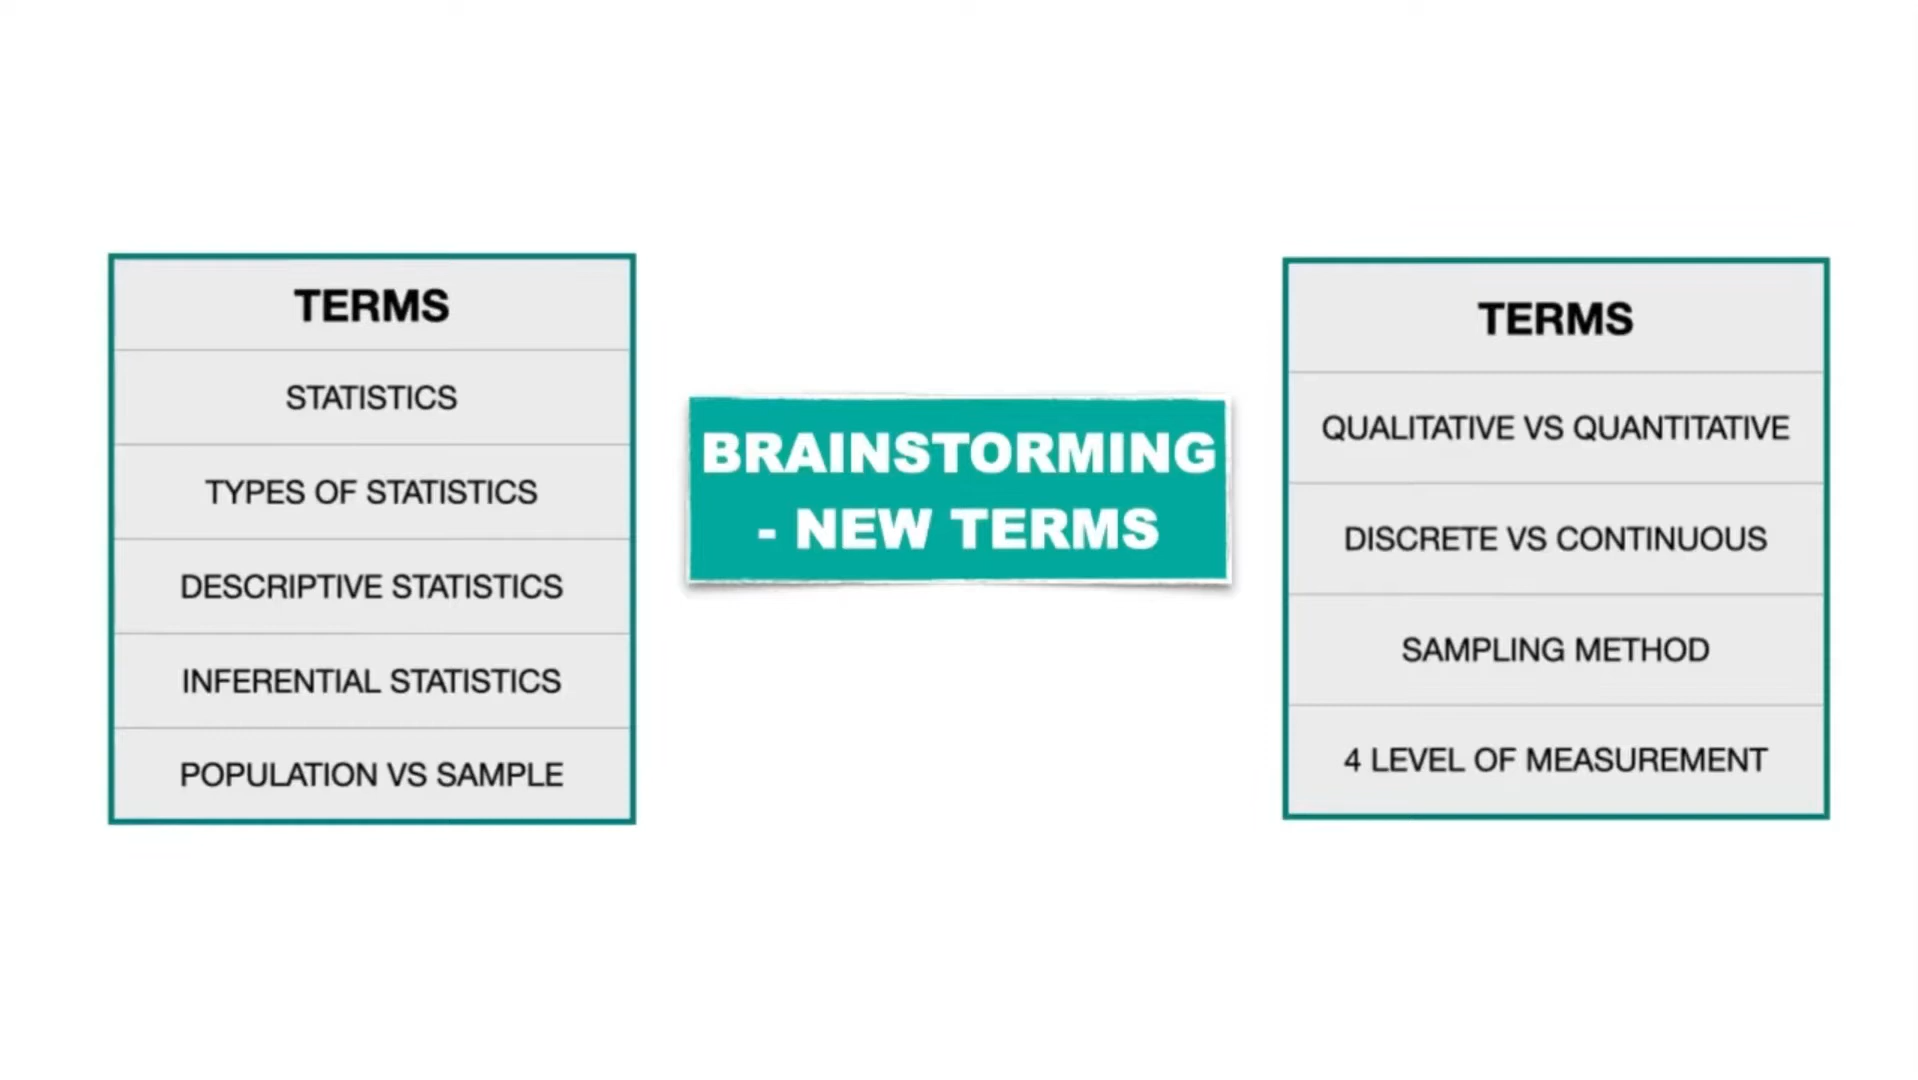 TERMS
STATISTICS
TYPES OF STATISTICS
DESCRIPTIVE STATISTICS
INFERENTIAL STATISTICS
POPULATION VS SAMPLE
BRAINSTORMING
- NEW TERMS
TERMS
QUALITATIVE VS QUANTITATIVE
DISCRETE VS CONTINUOUS
SAMPLING METHOD
4 LEVEL OF MEASUREMENT